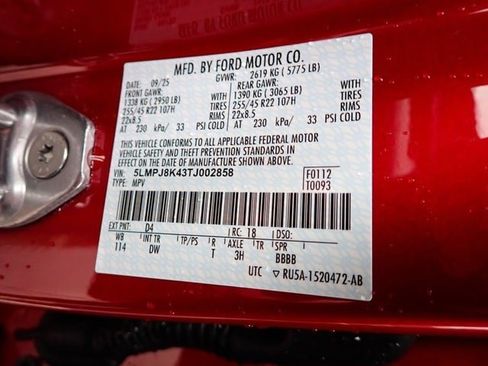 MFD. BY FORD MOTOR CO.
DATE: 09/25 GVWR: 2619 KG ( 5775 LB)
FRONT GAWR: REAR GAWR:
1338 KG ( 2950 LB) WITH 1390 KG ( 3065 LB) WITH
255/45 R22 107H TIRES 255/45 R22 107H TIRES
22x8.5 RIMS 22x8.5 RIMS
AT 230 kPa/ 33 PSI COLD AT 230 kPa/ 33 PSI COLD
THIS VEHICLE CONFORMS TO ALL APPLICABLE FEDERAL MOTOR
VEHICLE SAFETY AND THEFT PREVENTION STANDARDS IN EFFECT
ON THE DATE OF MANUFACTURE SHOWN ABOVE.
VIN: 5LMPJ8K43TJ002858 F0112
TYPE: MPV T0093
EXT PNT: D4 RC: 18 DSO:
WB INT TR TP/PS R AXLE TR SPR
114 DW T 3H BBBB
UTC ▽ RU5A-1520472-AB